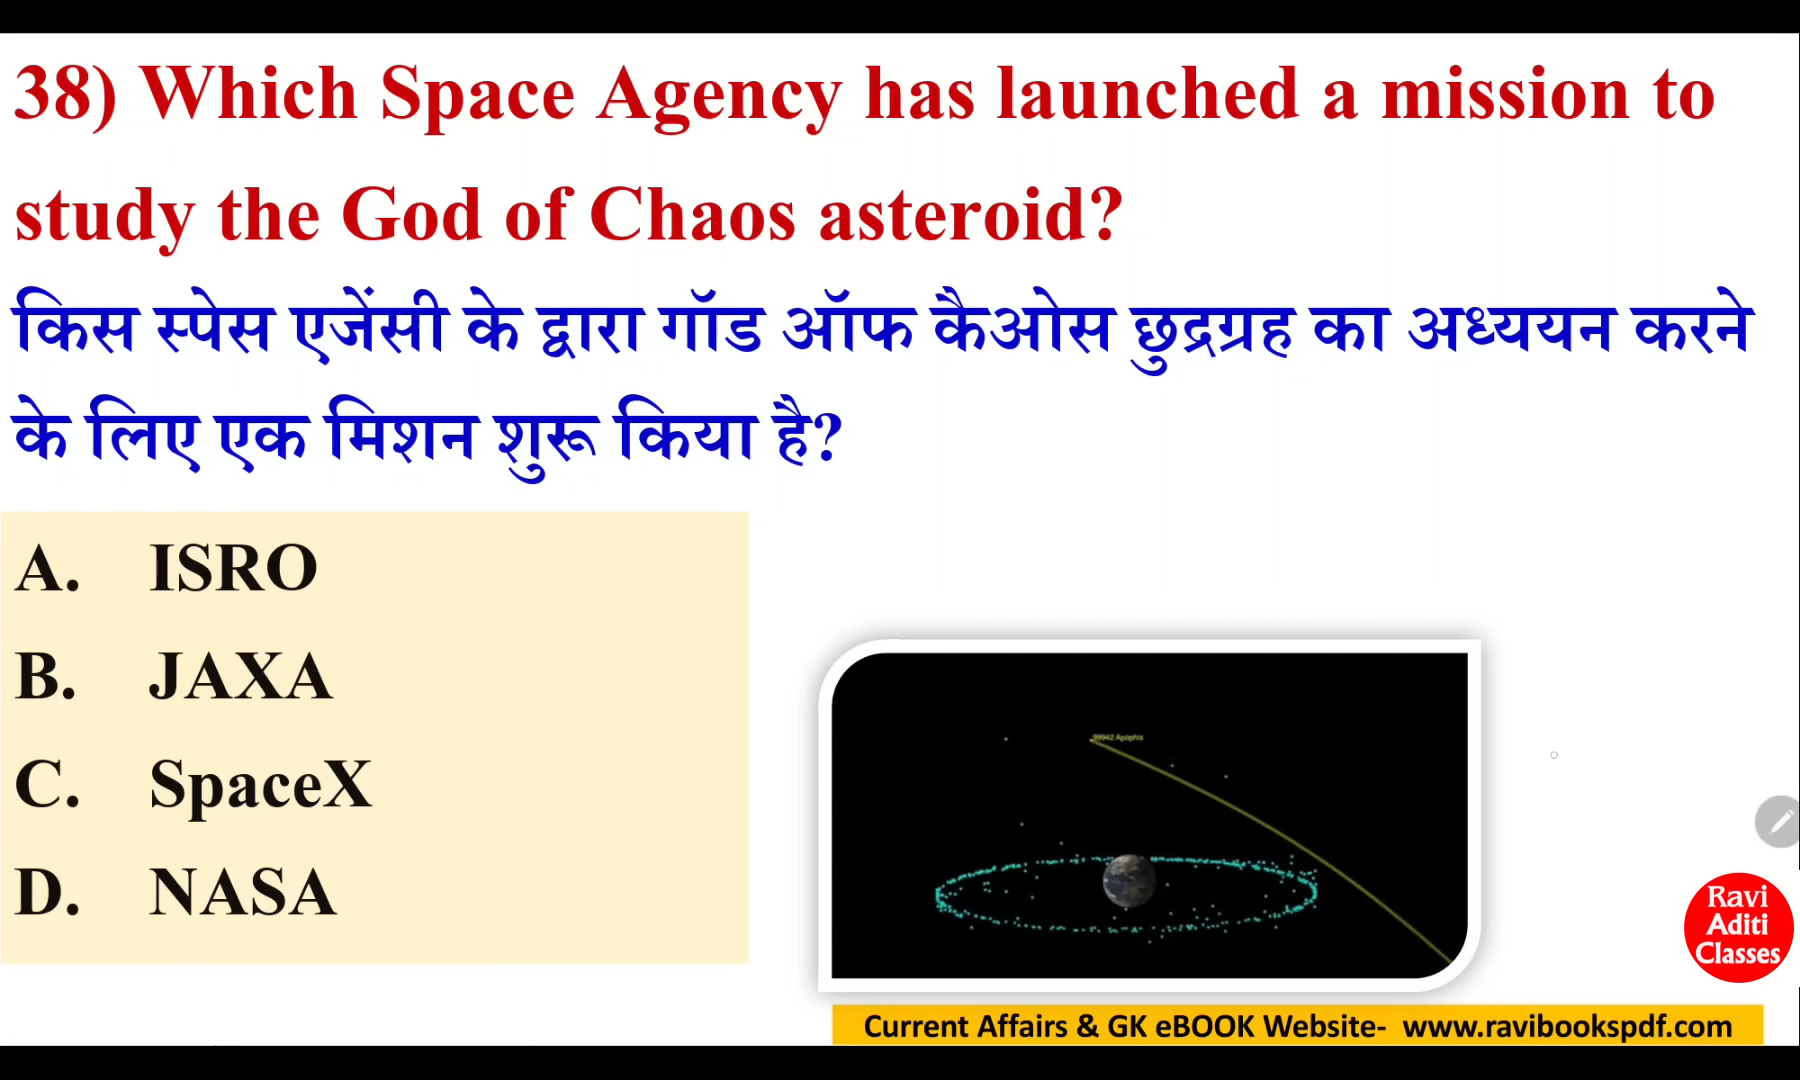 38) Which Space Agency has launched a mission to
study the God of Chaos asteroid?
किस स्पेस एजेंसी के द्वारा गॉड ऑफ कैओस छुद्रग्रह का अध्ययन करने
के लिए एक मिशन शुरू किया है?
A. ISRO
B. JAXA
C. SpaceX
D. NASA
99942 Apophis
Ravi
Aditi
Classes
Current Affairs & GK eBOOK Website- www.ravibookspdf.com